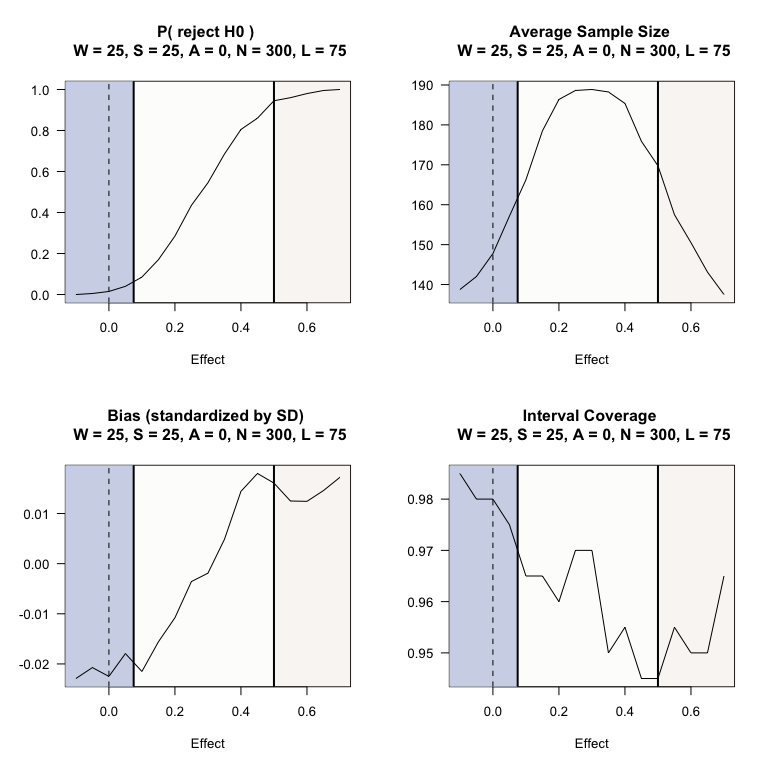 P( reject H0 )
W = 25, S = 25, A = 0, N = 300, L = 75
1.0
0.8
0.6
0.4
0.2
0.0
0.0 0.2 0.4 0.6
Effect
Average Sample Size
W = 25, S = 25, A = 0, N = 300, L = 75
190
180
170
160
150
140
0.0 0.2 0.4 0.6
Effect
Bias (standardized by SD)
W = 25, S = 25, A = 0, N = 300, L = 75
0.01
0.00
-0.01
-0.02
0.0 0.2 0.4 0.6
Effect
Interval Coverage
W = 25, S = 25, A = 0, N = 300, L = 75
0.98
0.97
0.96
0.95
0.0 0.2 0.4 0.6
Effect